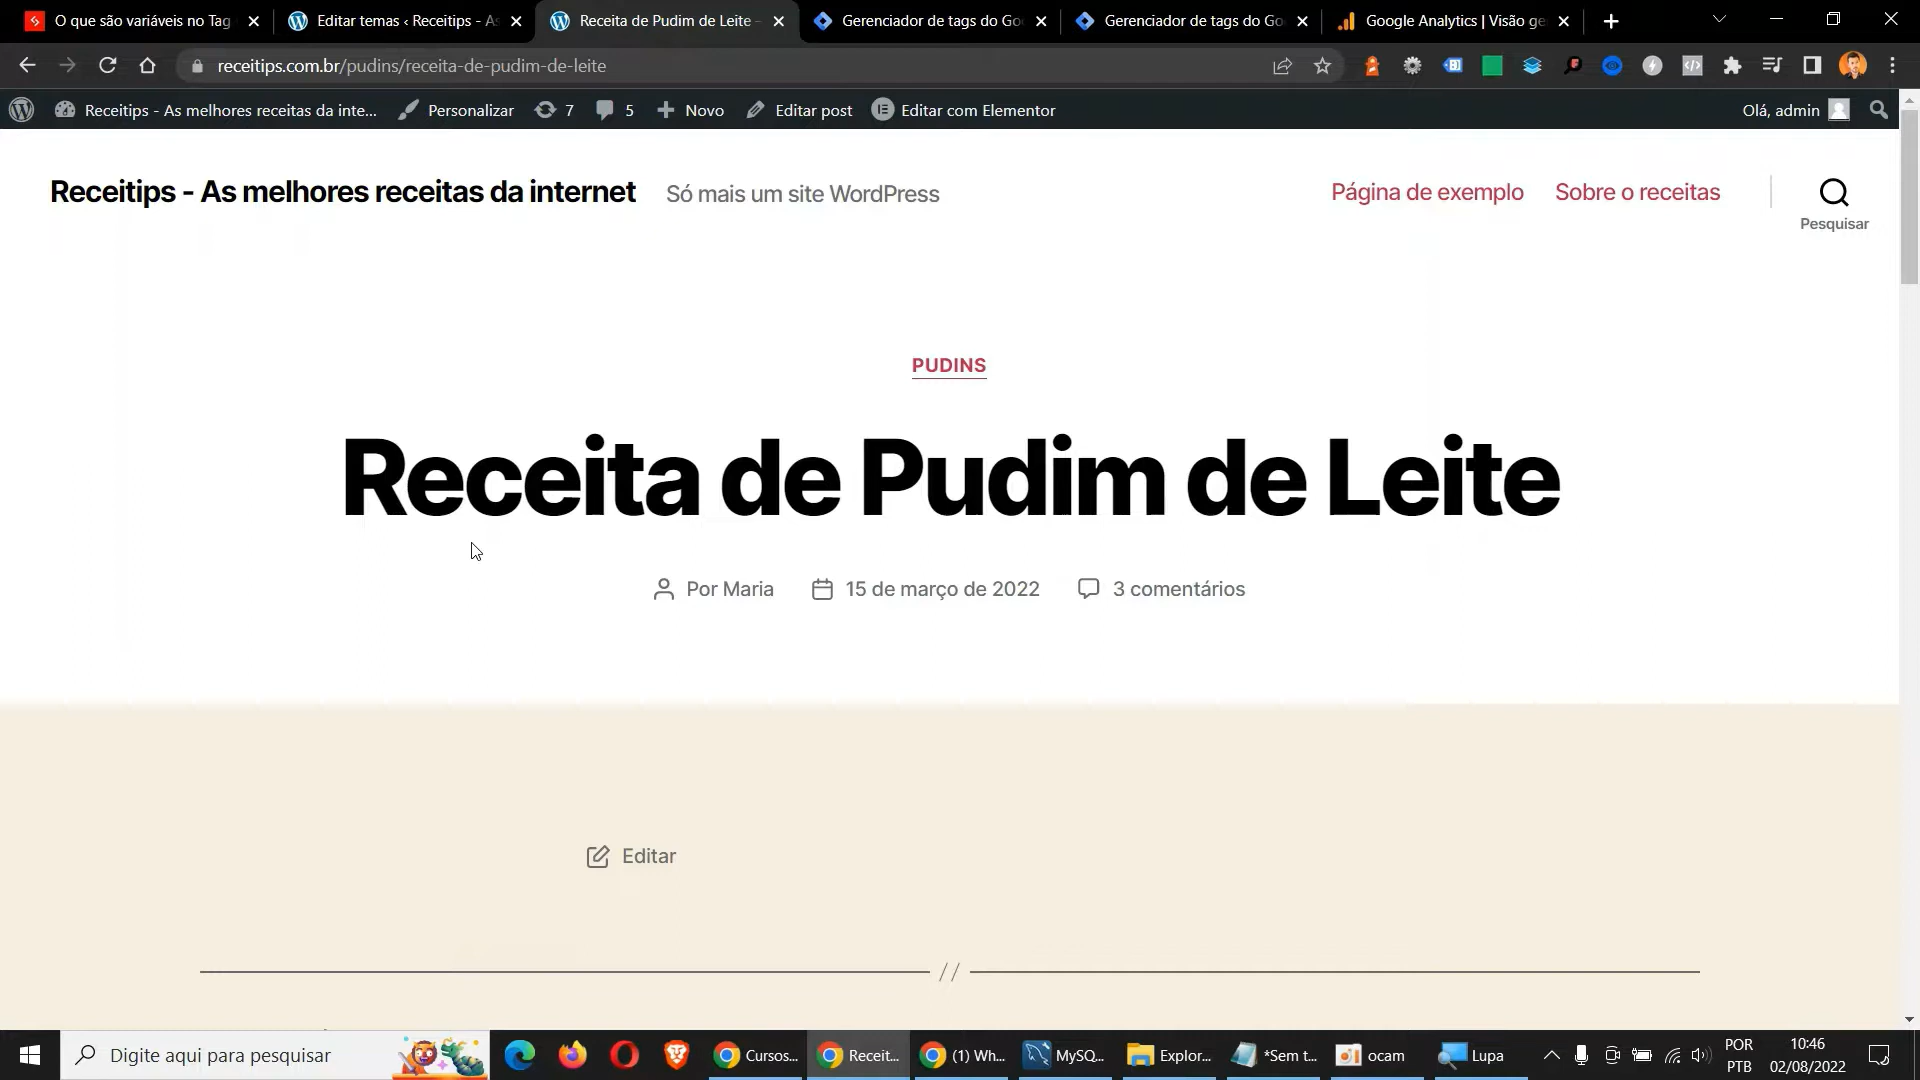 O que são variáveis no Tag
Editar temas ‹ Receitips - As
Receita de Pudim de Leite -
Gerenciador de tags do Go
Gerenciador de tags do Go
Google Analytics | Visão ge
receitips.com.br/pudins/receita-de-pudim-de-leite
Receitips - As melhores receitas da inte...
Personalizar
7
5
Novo
Editar post
Editar com Elementor
Olá, admin
Receitips - As melhores receitas da internet
Só mais um site WordPress
Página de exemplo
Sobre o receitas
Pesquisar
PUDINS
Receita de Pudim de Leite
Por Maria
15 de março de 2022
3 comentários
Editar
//
Digite aqui para pesquisar
Cursos...
Receit...
(1) Wh...
MySQ...
Explor...
*Sem t...
ocam
Lupa
POR
PTB
10:46
02/08/2022